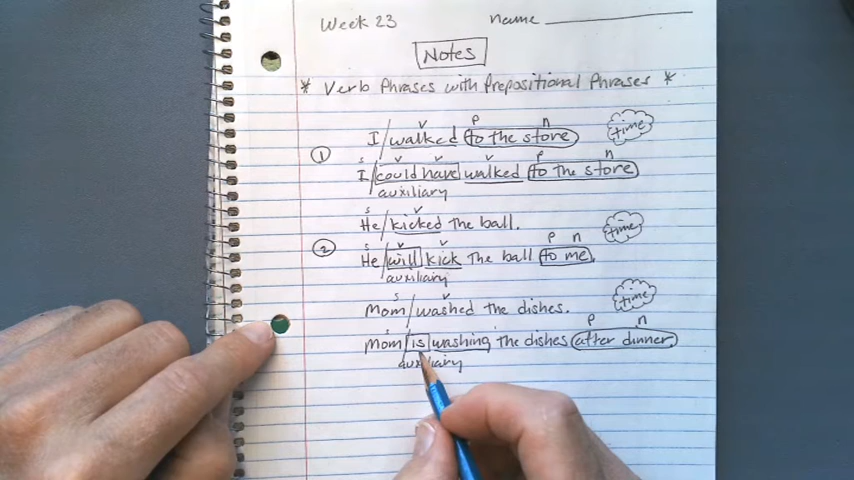 Week 23 name
Notes
* Verb Phrases with Prepositional Phrases *
v p n
I/walked to the store time
①
s v v v p n
I/could have walked to the store
auxiliary
s v
He/kicked the ball. time
②
s v v p n
He/will kick the ball to me.
auxiliary
s v
Mom/washed the dishes. time
s p n
Mom/is washing the dishes after dinner.
auxiliary